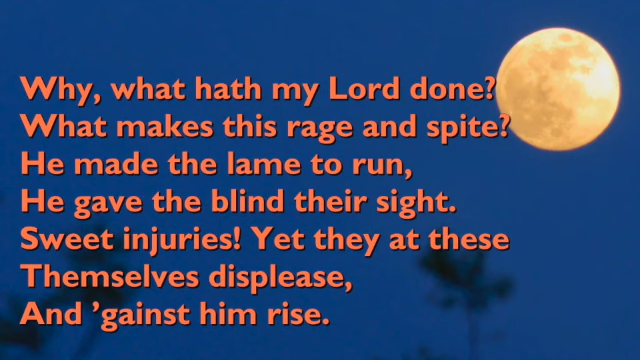 Why, what hath my Lord done?
What makes this rage and spite?
He made the lame to run,
He gave the blind their sight.
Sweet injuries! Yet they at these
Themselves displease,
And ’gainst him rise.